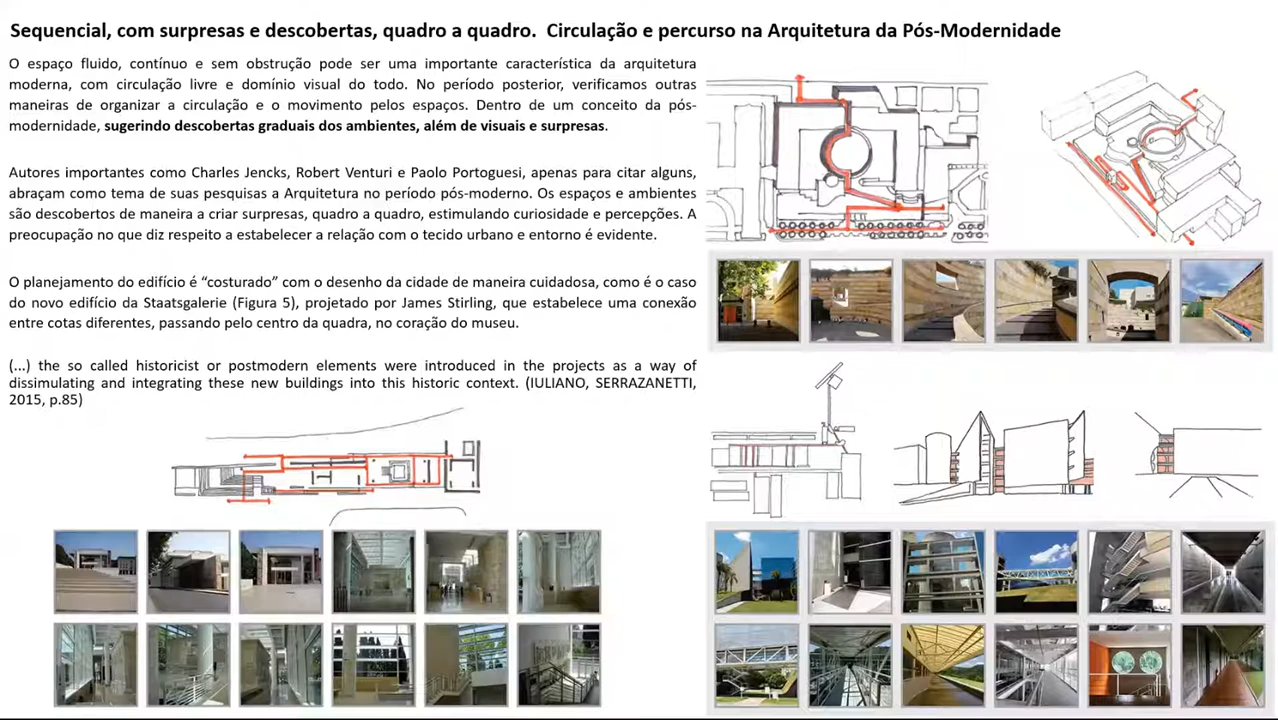 Sequencial, com surpresas e descobertas, quadro a quadro. Circulação e percurso na Arquitetura da Pós-Modernidade
O espaço fluido, contínuo e sem obstrução pode ser uma importante característica da arquitetura
moderna, com circulação livre e domínio visual do todo. No período posterior, verificamos outras
maneiras de organizar a circulação e o movimento pelos espaços. Dentro de um conceito da pós-
modernidade, sugerindo descobertas graduais dos ambientes, além de visuais e surpresas.
Autores importantes como Charles Jencks, Robert Venturi e Paolo Portoguesi, apenas para citar alguns,
abraçam como tema de suas pesquisas a Arquitetura no período pós-moderno. Os espaços e ambientes
são descobertos de maneira a criar surpresas, quadro a quadro, estimulando curiosidade e percepções. A
preocupação no que diz respeito a estabelecer a relação com o tecido urbano e entorno é evidente.
O planejamento do edifício é “costurado” com o desenho da cidade de maneira cuidadosa, como é o caso
do novo edifício da Staatsgalerie (Figura 5), projetado por James Stirling, que estabelece uma conexão
entre cotas diferentes, passando pelo centro da quadra, no coração do museu.
(...) the so called historicist or postmodern elements were introduced in the projects as a way of
dissimulating and integrating these new buildings into this historic context. (IULIANO, SERRAZANETTI,
2015, p.85)